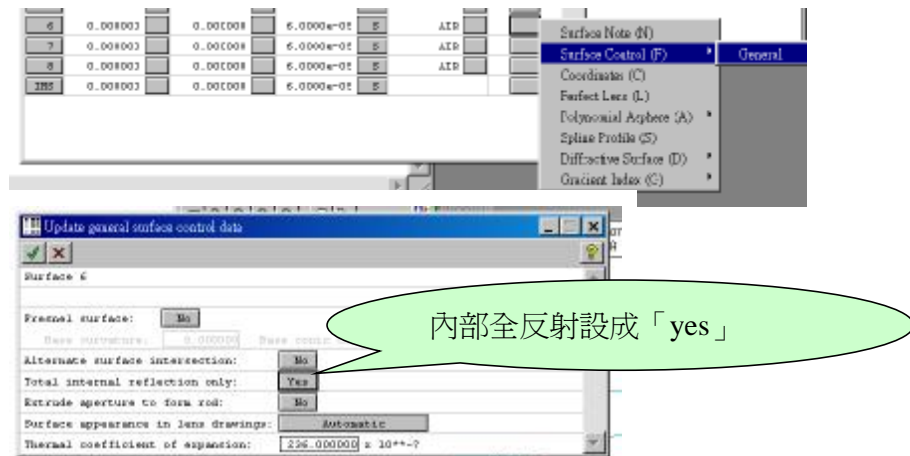 6 0.000000 0.000000 6.0000e-05 S AIR
7 0.000000 0.000000 6.0000e-05 S AIR
8 0.000000 0.000000 6.0000e-05 S AIR
IMS 0.000000 0.000000 6.0000e-05 S
Surface Note (N)
Surface Control (F) General
Coordinates (C)
Perfect Lens (L)
Polynomial Asphere (A)
Spline Profile (S)
Diffractive Surface (D)
Gradient Index (G)
Update general surface control data
Surface 6
Fresnel surface: No
Base curvature: 0.000000 Base conic
Alternate surface intersection: No
Total internal reflection only: Yes
Extrude aperture to form rod: No
Surface appearance in lens drawings: Automatic
Thermal coefficient of expansion: 236.000000 x 10**-7
內部全反射設成「yes」